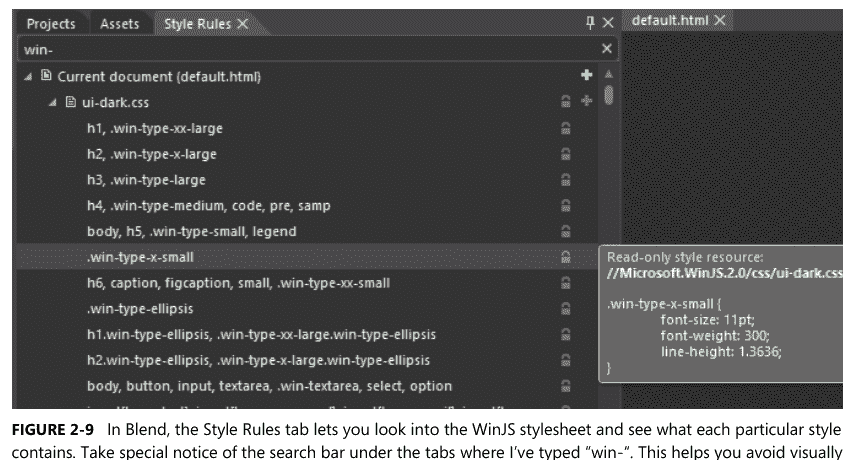 Projects Assets Style Rules default.html
win-
Current document (default.html)
ui-dark.css
h1, .win-type-xx-large
h2, .win-type-x-large
h3, .win-type-large
h4, .win-type-medium, code, pre, samp
body, h5, .win-type-small, legend
.win-type-x-small
h6, caption, figcaption, small, .win-type-xx-small
.win-type-ellipsis
h1.win-type-ellipsis, .win-type-xx-large.win-type-ellipsis
h2.win-type-ellipsis, .win-type-x-large.win-type-ellipsis
body, button, input, textarea, .win-textarea, select, option
Read-only style resource:
//Microsoft.WinJS.2.0/css/ui-dark.css
.win-type-x-small {
font-size: 11pt;
font-weight: 300;
line-height: 1.3636;
}
FIGURE 2-9 In Blend, the Style Rules tab lets you look into the WinJS stylesheet and see what each particular style
contains. Take special notice of the search bar under the tabs where I've typed "win-". This helps you avoid visually